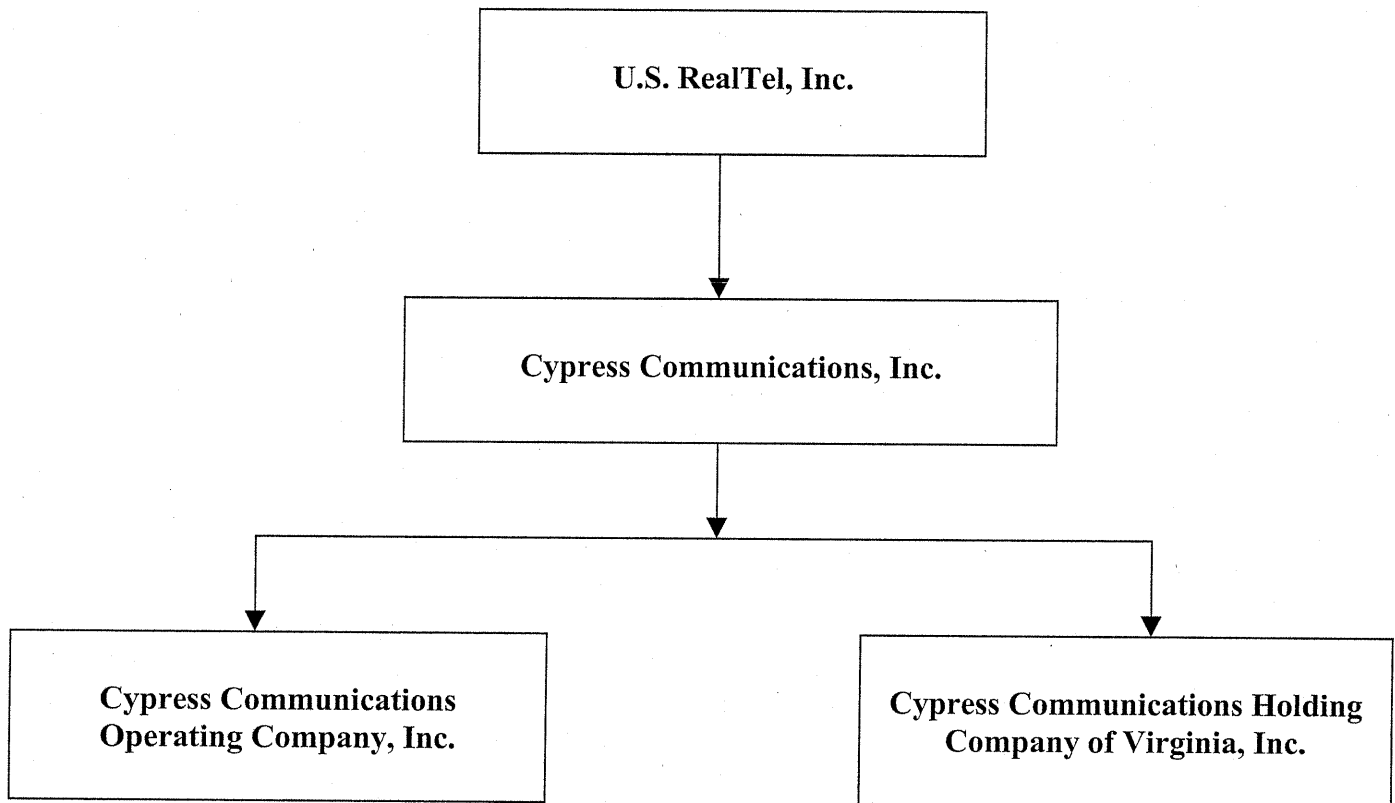 U.S. RealTel, Inc.
Cypress Communications, Inc.
Cypress Communications
Operating Company, Inc.
Cypress Communications Holding
Company of Virginia, Inc.